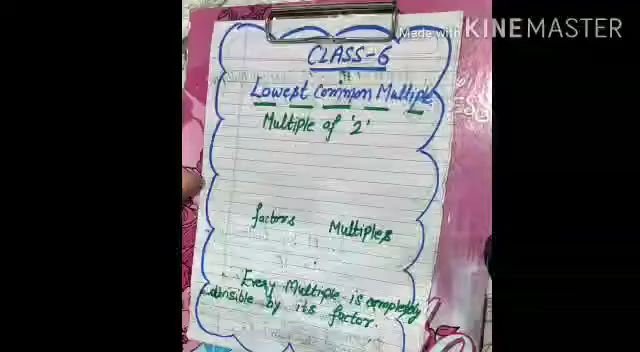 Made with KINEMASTER
CLASS-6
Lowest Common Multiple
Multiple of '2'
factors Multiples
Every Multiple is completely
divisible by its factor.